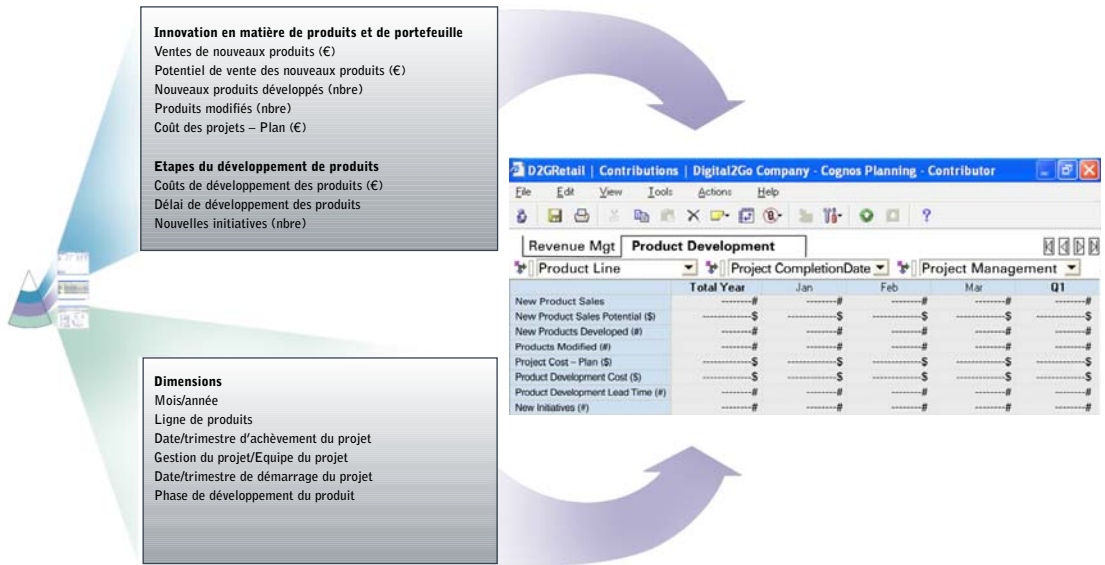 Innovation en matière de produits et de portefeuille
Ventes de nouveaux produits (€)
Potentiel de vente des nouveaux produits (€)
Nouveaux produits développés (nbre)
Produits modifiés (nbre)
Coût des projets – Plan (€)
Etapes du développement de produits
Coûts de développement des produits (€)
Délai de développement des produits
Nouvelles initiatives (nbre)
Dimensions
Mois/année
Ligne de produits
Date/trimestre d'achèvement du projet
Gestion du projet/Equipe du projet
Date/trimestre de démarrage du projet
Phase de développement du produit
D2GRetail | Contributions | Digital2Go Company - Cognos Planning - Contributor
File Edit View Tools Actions Help
Revenue Mgt Product Development
Product Line Project CompletionDate Project Management
Total Year Jan Feb Mar Q1
New Product Sales --------# --------# --------# --------# --------#
New Product Sales Potential ($) ------------$ ------------$ ------------$ ------------$ ------------$
New Products Developed (#) --------# --------# --------# --------# --------#
Products Modified (#) --------# --------# --------# --------# --------#
Project Cost – Plan ($) ------------$ ------------$ ------------$ ------------$ ------------$
Product Development Cost ($) ------------$ ------------$ ------------$ ------------$ ------------$
Product Development Lead Time (#) --------# --------# --------# --------# --------#
New Initiatives (#) --------# --------# --------# --------# --------#